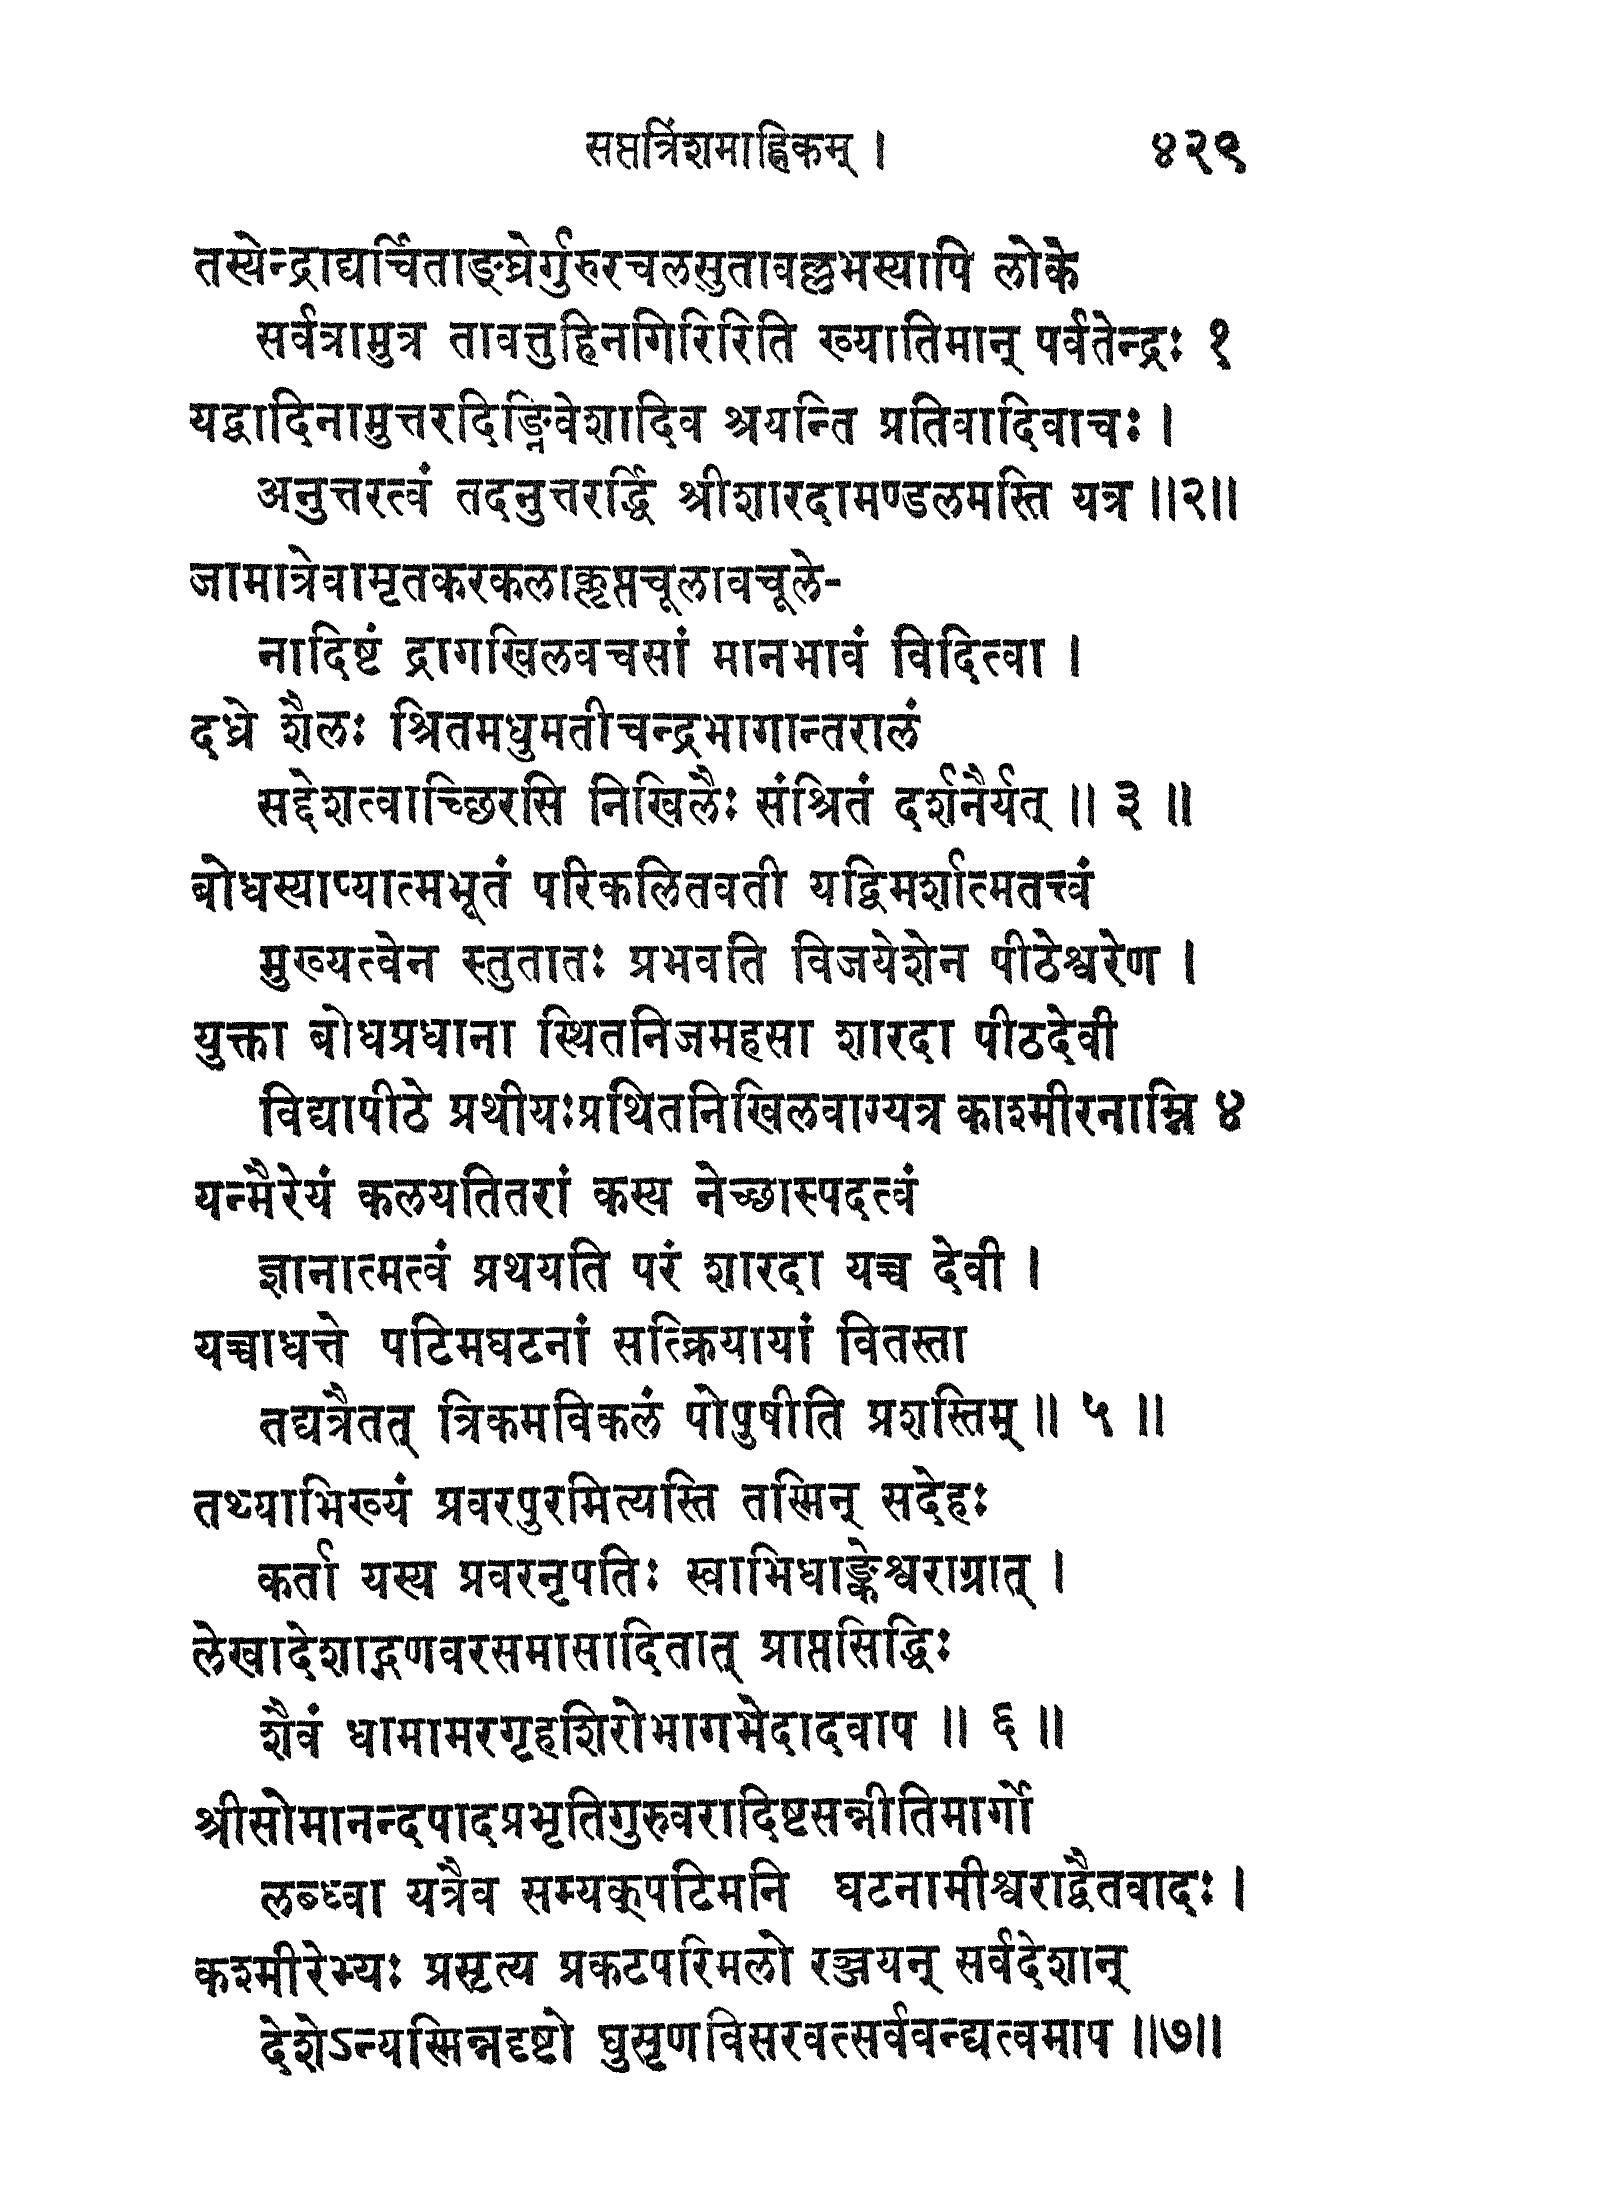 सप्तत्रिंशमाह्निकम् । ४२९
तस्येन्द्राद्यर्चिताङ्घ्रेर्गुरुरचलसुतावल्लभस्यापि लोके
सर्वत्रामुत्र तावत्तुहिनगिरिरिति ख्यातिमान् पर्वतेन्द्रः १
यद्वादिनामुत्तरदिङ्निवेशादिव श्रयन्ति प्रतिवादिवाचः ।
अनुत्तरत्वं तदनुत्तरर्द्धि श्रीशारदामण्डलमस्ति यत्र ॥२॥
जामात्रेवामृतकरकलाक्लृप्तचूलावचूले-
नादिष्टं द्रागखिलवचसां मानभावं विदित्वा ।
दध्रे शैलः श्रितमधुमतीचन्द्रभागान्तरालं
सद्देशत्वाच्छिरसि निखिलैः संश्रितं दर्शनैर्यत् ॥ ३ ॥
बोधस्याप्यात्मभूतं परिकलितवती यद्विमर्शात्मतत्त्वं
मुख्यत्वेन स्तुतातः प्रभवति विजयेशेन पीठेश्वरेण ।
युक्ता बोधप्रधाना स्थितनिजमहसा शारदा पीठदेवी
विद्यापीठे प्रथीयःप्रथितनिखिलवाग्यत्र काश्मीरनाम्नि ४
यन्मैरेयं कलयतितरां कस्य नेच्छास्पदत्वं
ज्ञानात्मत्वं प्रथयति परं शारदा यच्च देवी ।
यच्चाधत्ते पटिमघटनां सत्क्रियायां वितस्ता
तद्यत्रैतत् त्रिकमविकलं पोपुषीति प्रशस्तिम् ॥ ५ ॥
तथ्याभिख्यं प्रवरपुरमित्यस्ति तस्मिन् सदेहः
कर्ता यस्य प्रवरनृपतिः स्वाभिधाङ्केश्वराग्रात् ।
लेखादेशाद्गणवरसमासादितात् प्राप्तसिद्धिः
शैवं धामामरगृहशिरोभागभेदादवाप ॥ ६ ॥
श्रीसोमानन्दपादप्रभृतिगुरुवरादिष्टसन्नीतिमार्गो
लब्ध्वा यत्रैव सम्यक्पटिमनि घटनामीश्वराद्वैतवादः ।
कश्मीरेभ्यः प्रसृत्य प्रकटपरिमलो रञ्जयन् सर्वदेशान्
देशेऽन्यस्मिन्नदृष्टो घुसृणविसरवत्सर्ववन्द्यत्वमाप ॥७॥